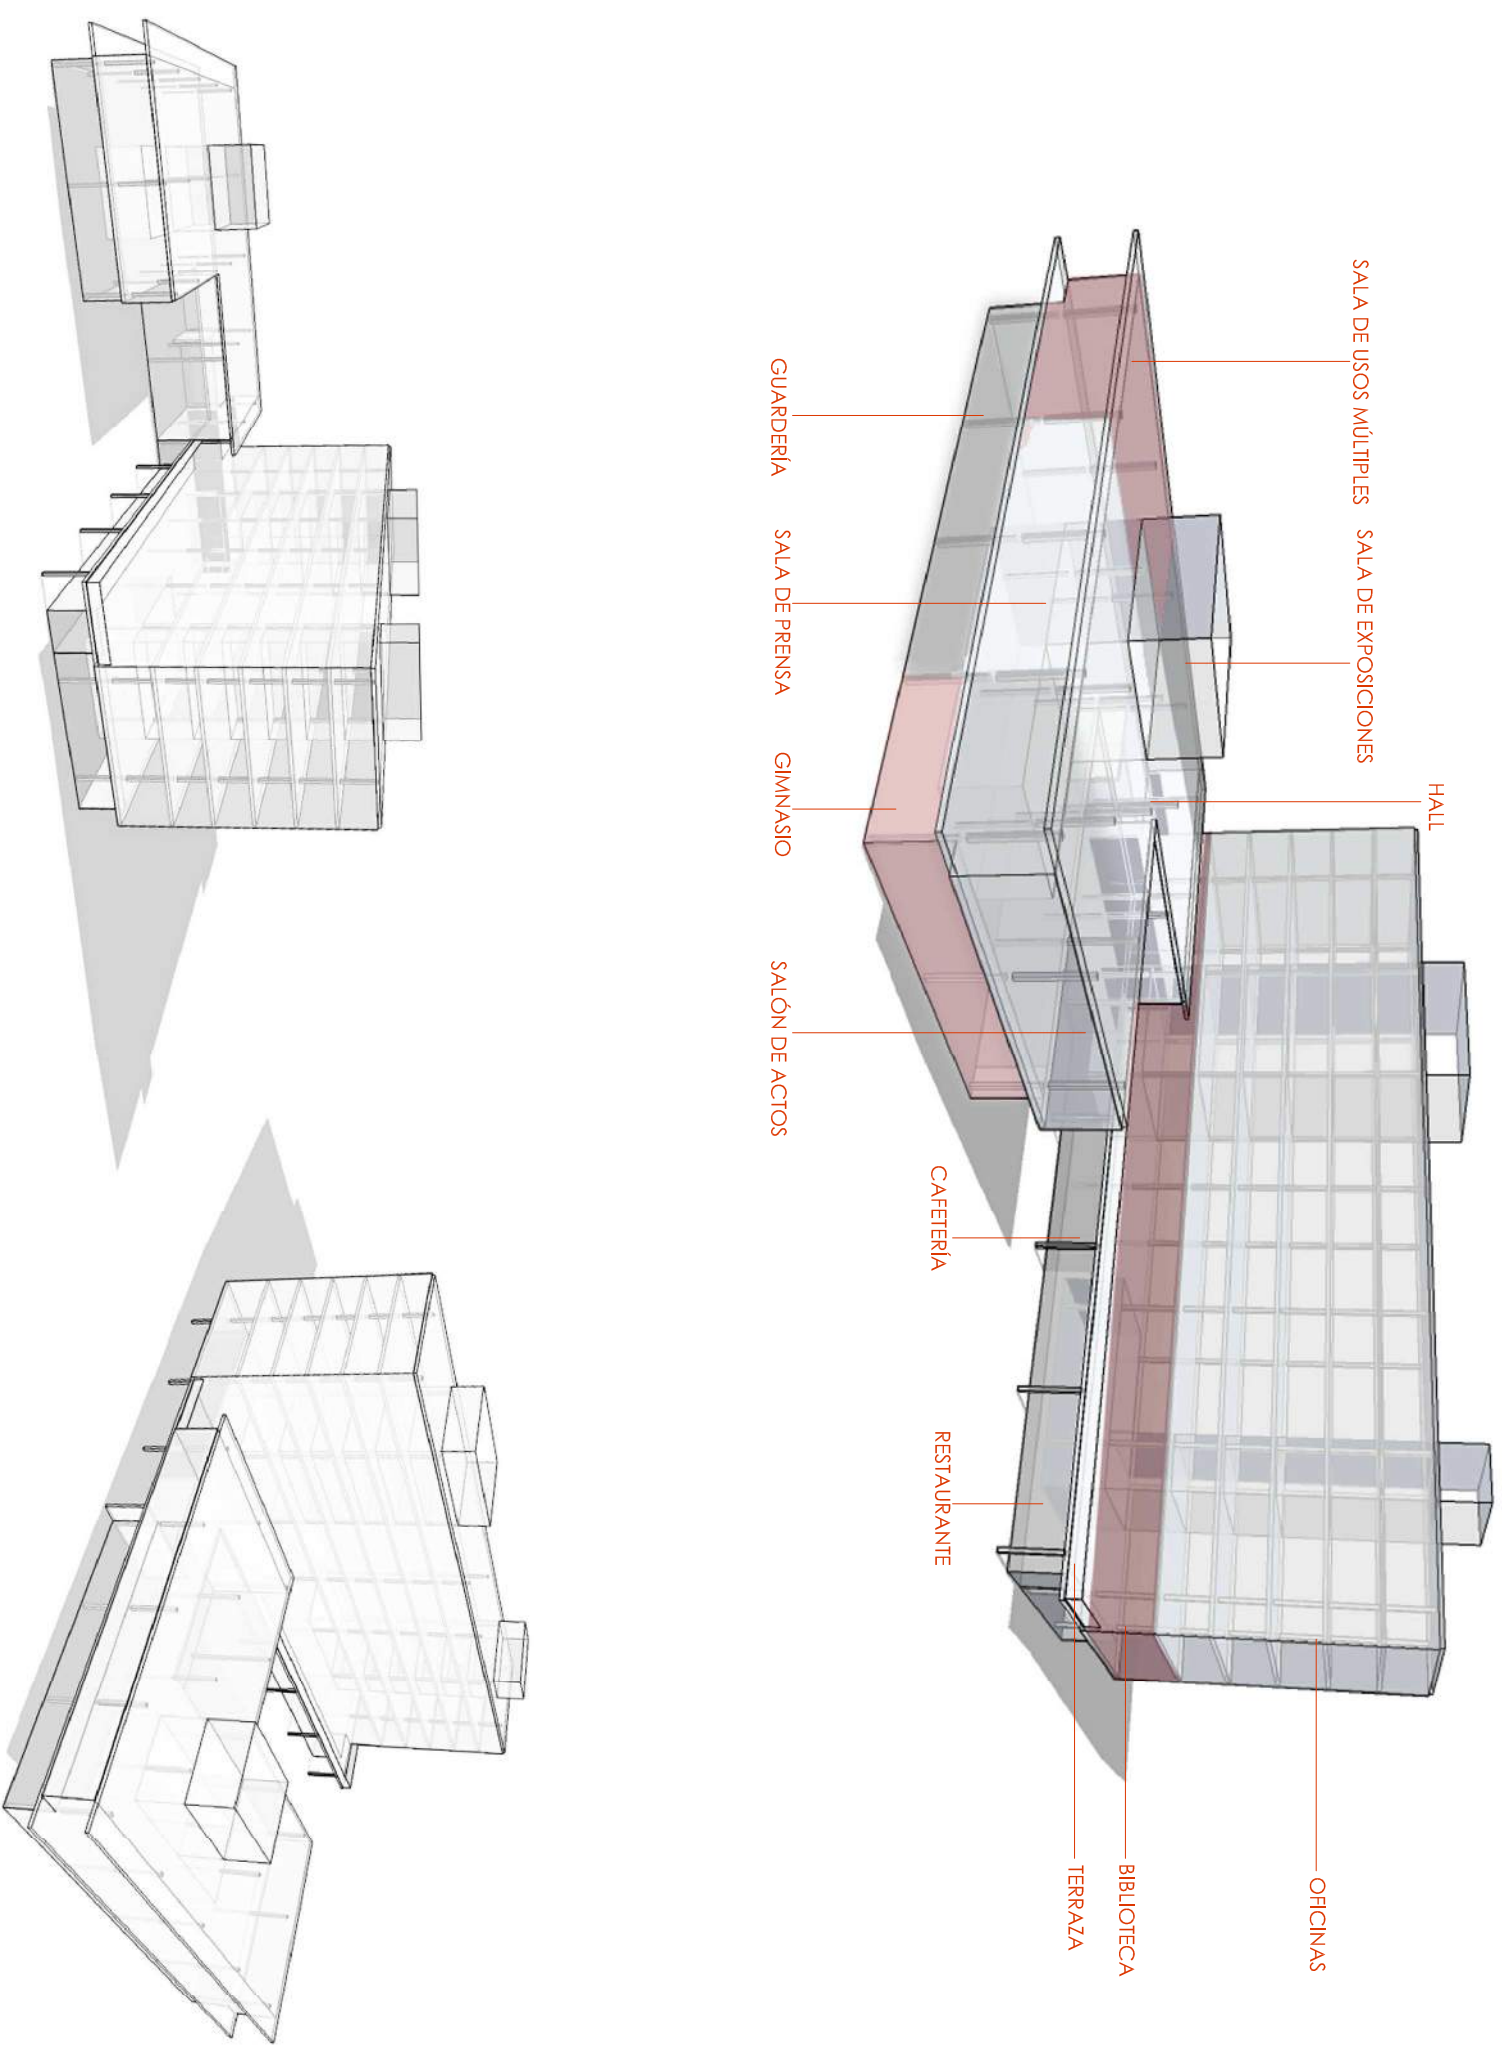 SALA DE USOS MÚLTIPLES
SALA DE EXPOSICIONES
HALL
OFICINAS
BIBLIOTECA
TERRAZA
CAFETERÍA
RESTAURANTE
GUARDERÍA
SALA DE PRENSA
GIMNASIO
SALÓN DE ACTOS